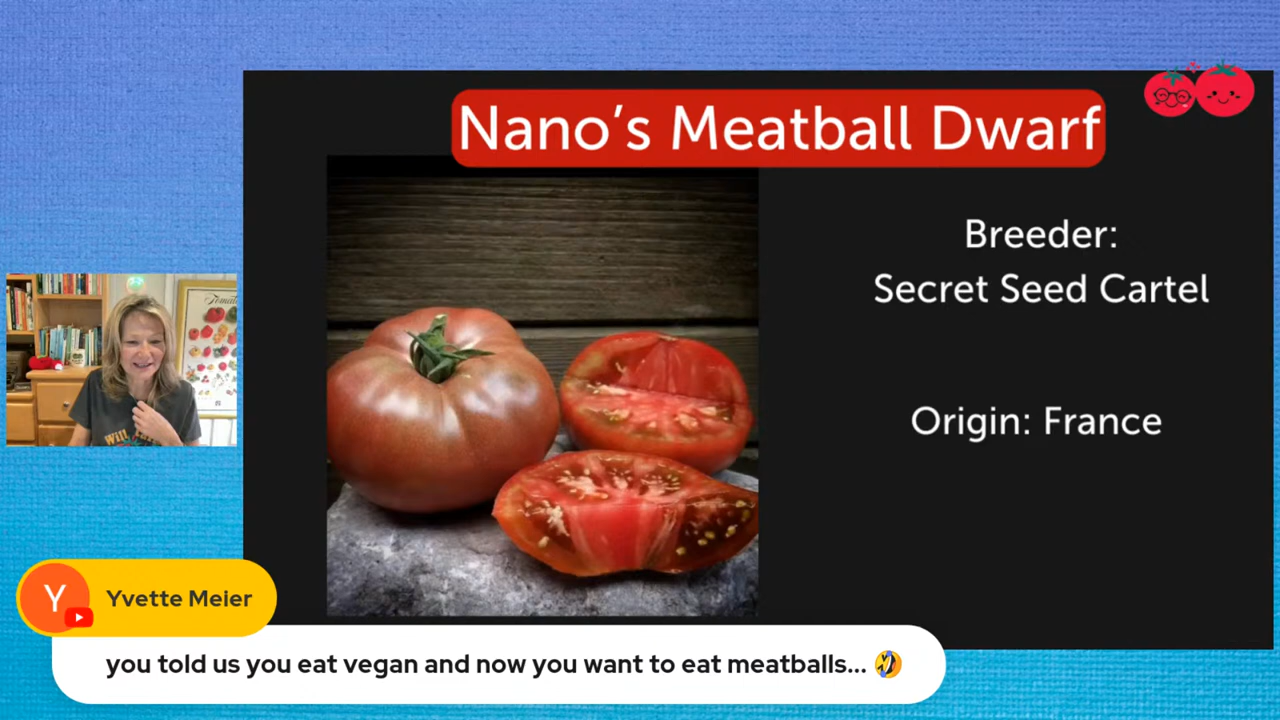 Nano's Meatball Dwarf
Breeder:
Secret Seed Cartel
Origin: France
Y
Yvette Meier
you told us you eat vegan and now you want to eat meatballs... 🤣